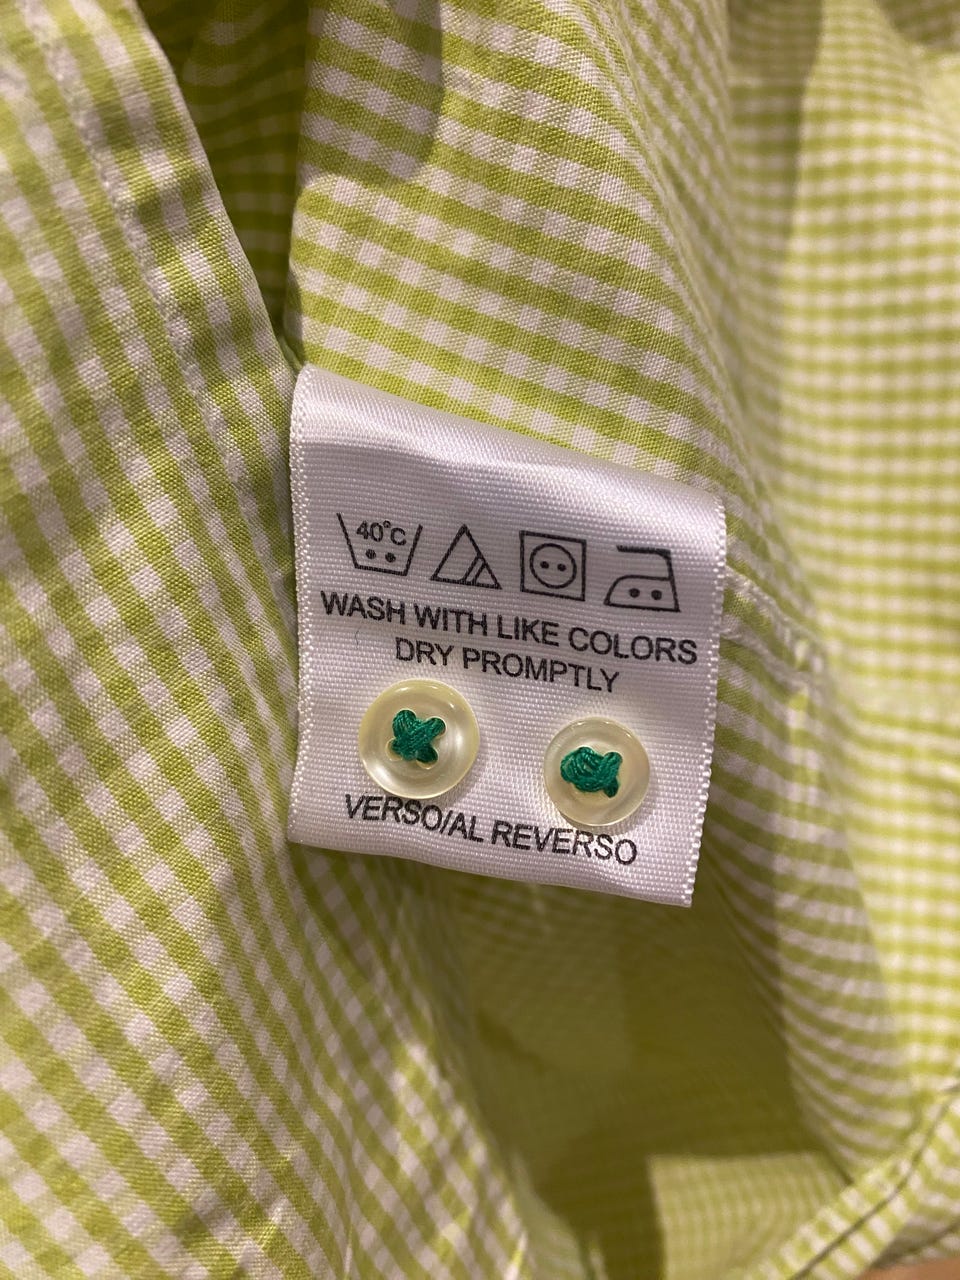 40°C
WASH WITH LIKE COLORS
DRY PROMPTLY
VERSO/AL REVERSO